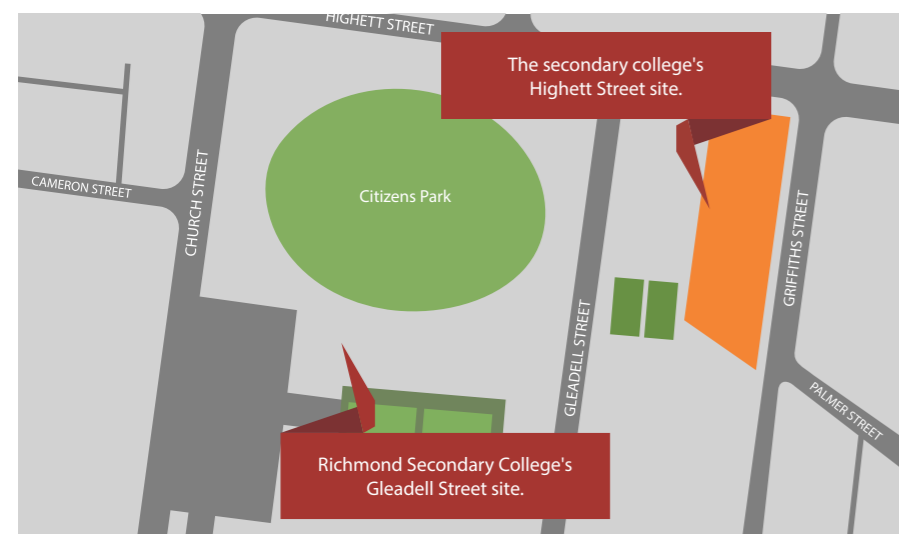 HIGHETT STREET
The secondary college's
Highett Street site.
CAMERON STREET
CHURCH STREET
Citizens Park
GRIFFITHS STREET
GLEADELL STREET
PALMER STREET
Richmond Secondary College's
Gleadell Street site.